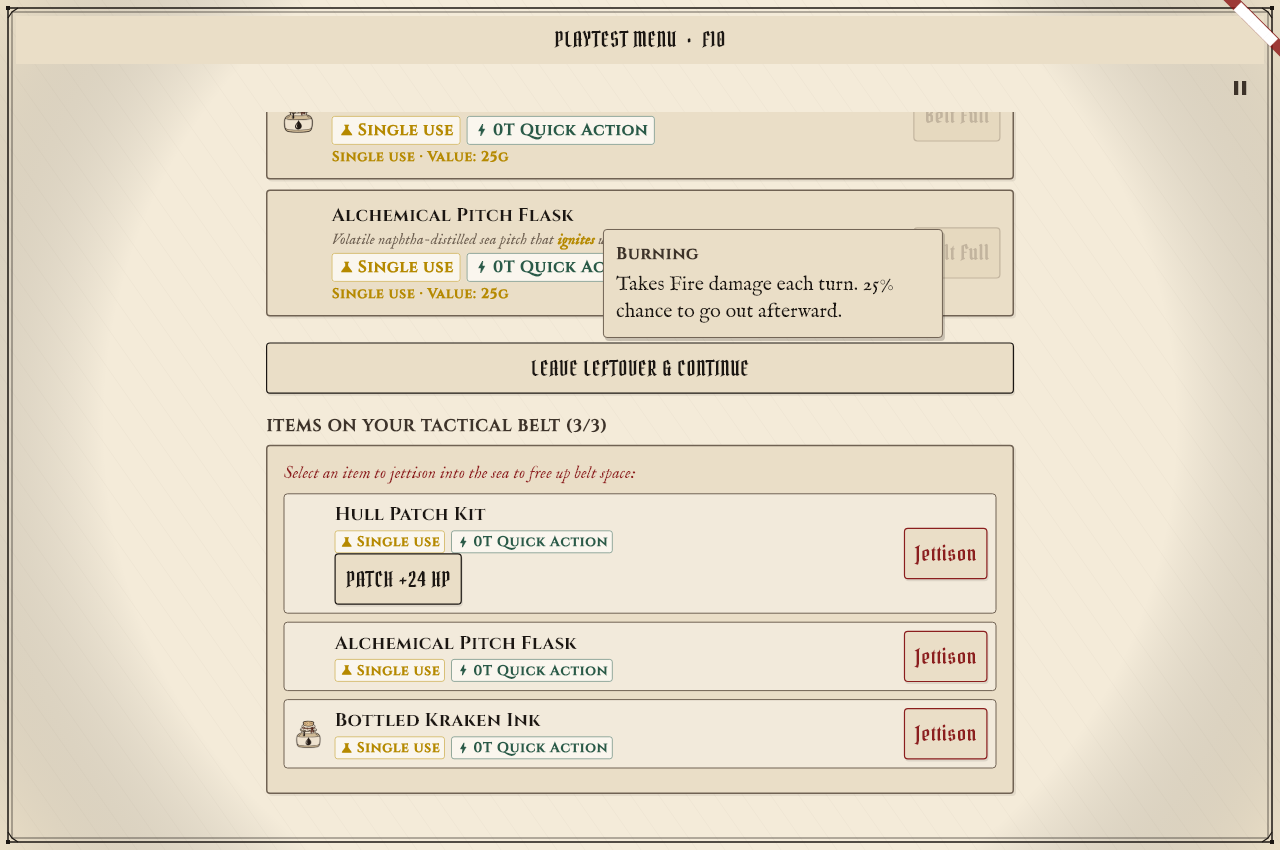 PLAYTEST MENU · F10
Belt Full
Single use
0T Quick Action
Single use · Value: 25g
Alchemical Pitch Flask
Volatile naphtha-distilled sea pitch that ignites
Single use
0T Quick Ac
lt Full
Single use · Value: 25g
Burning
Takes Fire damage each turn. 25%
chance to go out afterward.
LEAVE LEFTOVER & CONTINUE
ITEMS ON YOUR TACTICAL BELT (3/3)
Select an item to jettison into the sea to free up belt space:
Hull Patch Kit
Single use
0T Quick Action
PATCH +24 HP
Jettison
Alchemical Pitch Flask
Single use
0T Quick Action
Jettison
Bottled Kraken Ink
Single use
0T Quick Action
Jettison